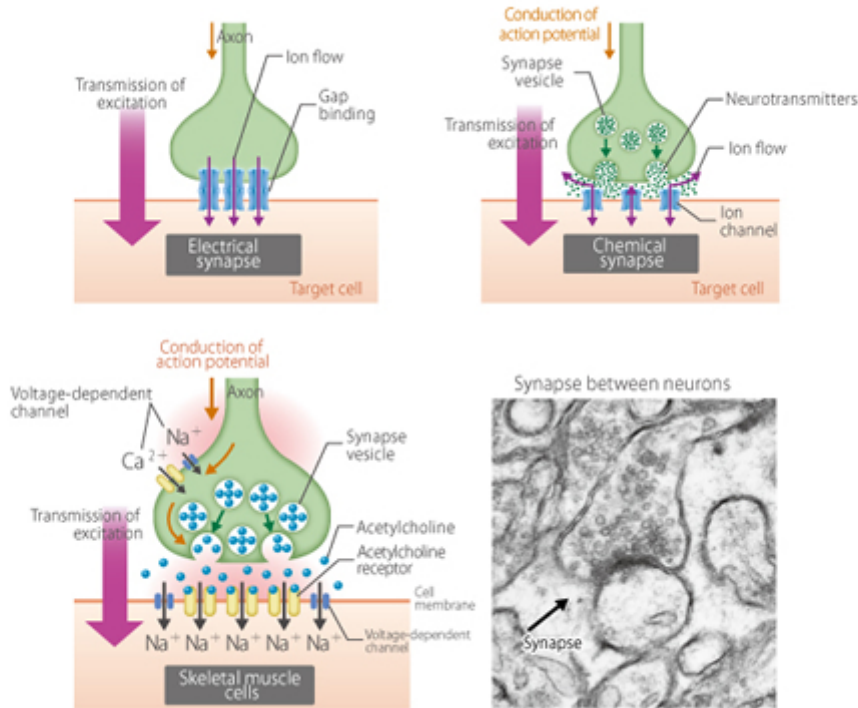 Axon
Ion flow
Transmission of
excitation
Gap
binding
Electrical
synapse
Target cell
Conduction
of action potential
Synapse
vesicle
Neurotransmitters
Transmission of
excitation
Ion flow
Ion
channel
Chemical
synapse
Target cell
Conduction of
action potential
Voltage-dependent
channel
Axon
Na+
Ca 2+
Synapse
vesicle
Transmission of
excitation
Acetylcholine
Acetylcholine
receptor
Cell
membrane
Na+ Na+ Na+ Na+ Na+
Voltage-dependent
channel
Skeletal muscle
cells
Synapse between neurons
Synapse